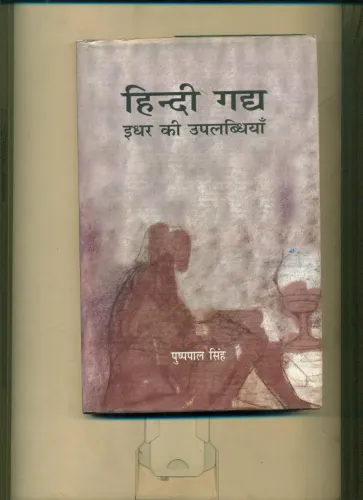 हिन्दी गद्य
इधर की उपलब्धियाँ
पुष्पपाल सिंह